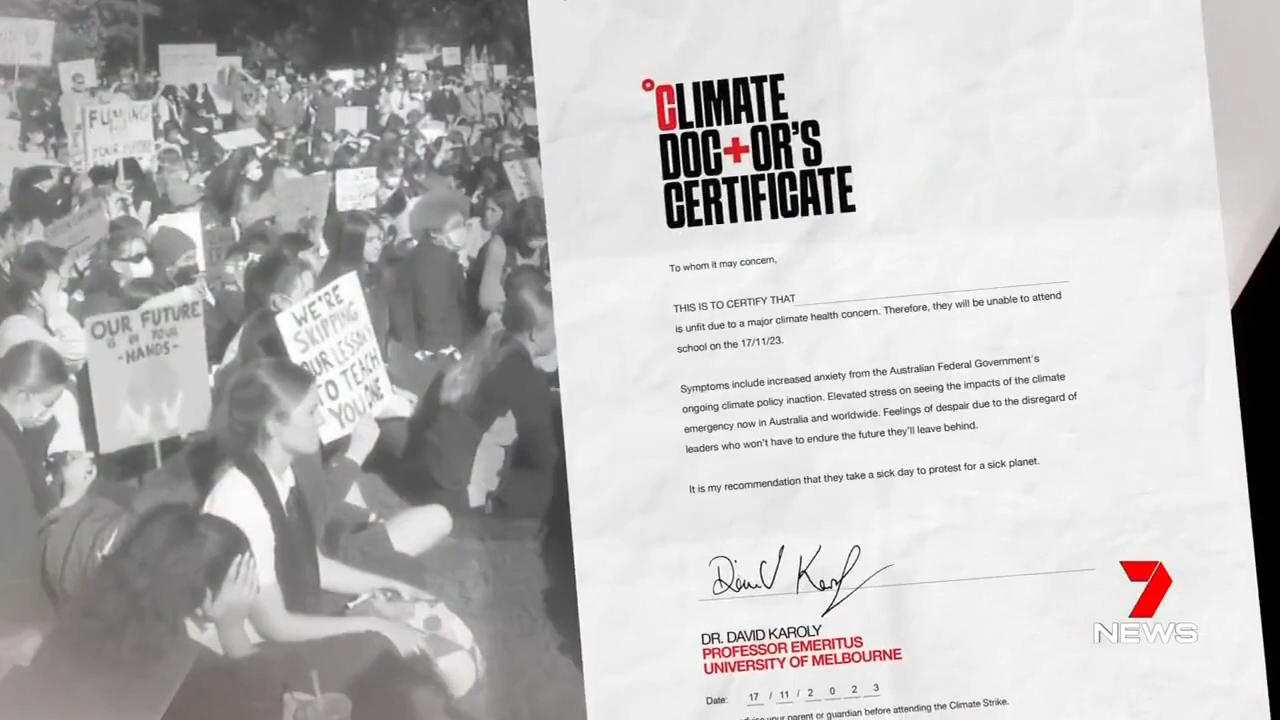 OUR FUTURE
IS IN YOUR
-HANDS-
WE'RE
SKIPPING
OUR LESSONS
TO TEACH
YOU ONE
°CLIMATE
DOC+OR'S
CERTIFICATE
To whom it may concern,
THIS IS TO CERTIFY THAT
is unfit due to a major climate health concern. Therefore, they will be unable to attend
school on the 17/11/23.
Symptoms include increased anxiety from the Australian Federal Government's
ongoing climate policy inaction. Elevated stress on seeing the impacts of the climate
emergency now in Australia and worldwide. Feelings of despair due to the disregard of
leaders who won't have to endure the future they'll leave behind.
It is my recommendation that they take a sick day to protest for a sick planet.
David Karoly
DR. DAVID KAROLY
PROFESSOR EMERITUS
UNIVERSITY OF MELBOURNE
Date: 17 / 11 / 2 0 2 3
your parent or guardian before attending the Climate Strike.
7
NEWS